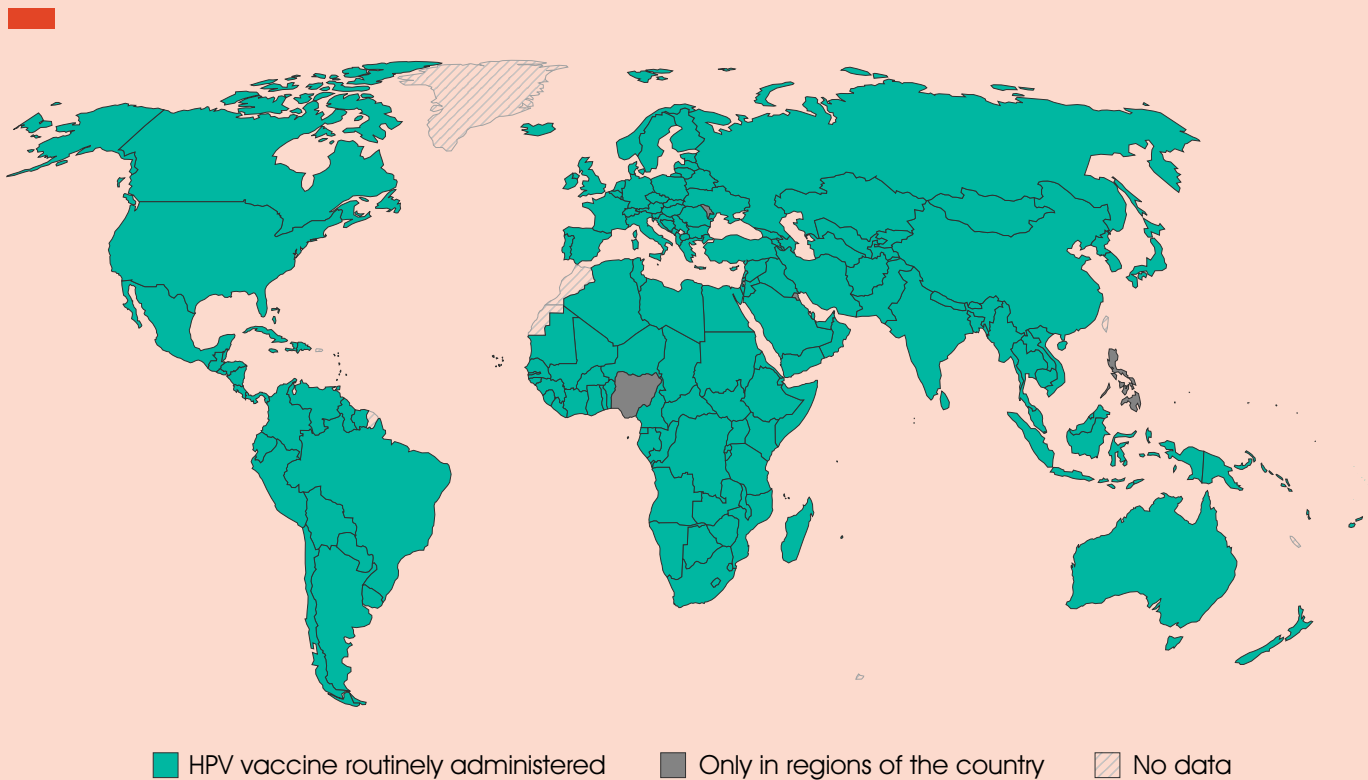 HPV vaccine routinely administered
Only in regions of the country
No data